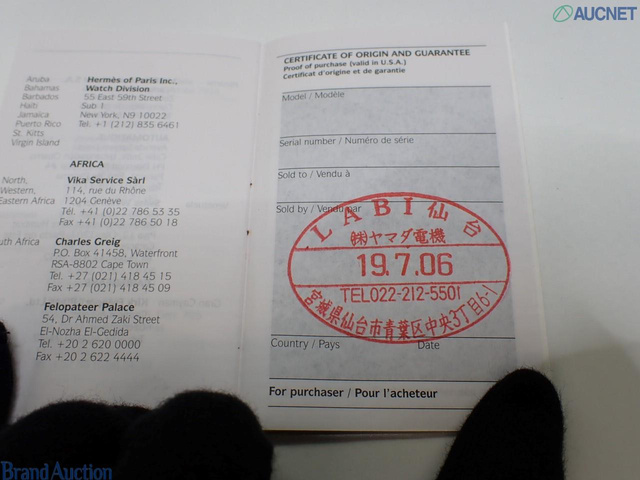 AUCNET
Aruba
Bahamas
Barbados
Haiti
Jamaica
Puerto Rico
St. Kitts
Virgin Island
Hermès of Paris Inc.,
Watch Division
55 East 59th Street
Sub 1
New York, N9 10022
Tel. +1 (212) 835 6461
AFRICA
North,
Western,
Eastern Africa
Vika Service Sàrl
114, rue du Rhône
1204 Genève
Tél. +41 (0)22 786 53 35
Fax +41 (0)22 786 50 18
South Africa
Charles Greig
P.O. Box 41458, Waterfront
RSA-8802 Cape Town
Tel. +27 (021) 418 45 15
Fax +27 (021) 418 45 09
Felopateer Palace
54, Dr Ahmed Zaki Street
El-Nozha El-Gedida
Tel. +20 2 620 0000
Fax +20 2 622 4444
CERTIFICATE OF ORIGIN AND GUARANTEE
Proof of purchase (valid in U.S.A.)
Certificat d'origine et de garantie
Model / Modèle
Serial number / Numéro de série
Sold to / Vendu à
Sold by / Vendu par
LABI仙台
㈱ヤマダ電機
19.7.06
TEL022-212-5501
宮城県仙台市青葉区中央3丁目6-1
Country / Pays
Date
For purchaser / Pour l'acheteur
Brand Auction